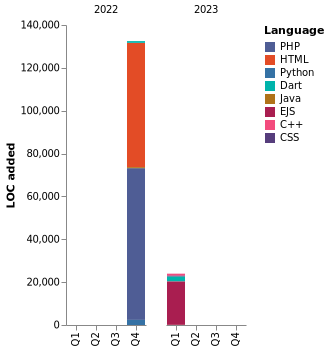 2022 2023
Language
PHP
HTML
Python
Dart
Java
EJS
C++
CSS
LOC added
140,000
120,000
100,000
80,000
60,000
40,000
20,000
0
Q1 Q2 Q3 Q4 Q1 Q2 Q3 Q4